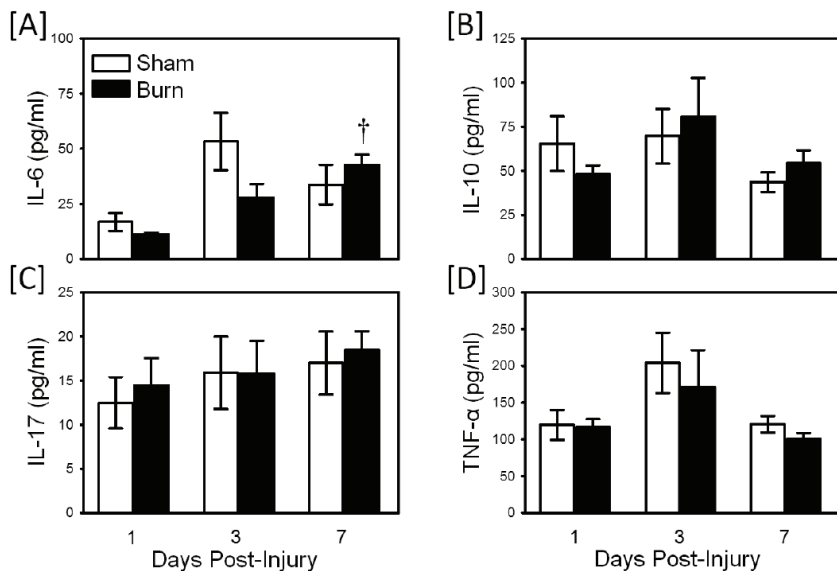 [A]
100
75
50
25
0
IL-6 (pg/ml)
Sham
Burn
†
[B]
125
100
75
50
25
0
IL-10 (pg/ml)
[C]
25
20
15
10
5
0
IL-17 (pg/ml)
1 3 7
Days Post-Injury
[D]
300
250
200
150
100
50
0
TNF-α (pg/ml)
1 3 7
Days Post-Injury